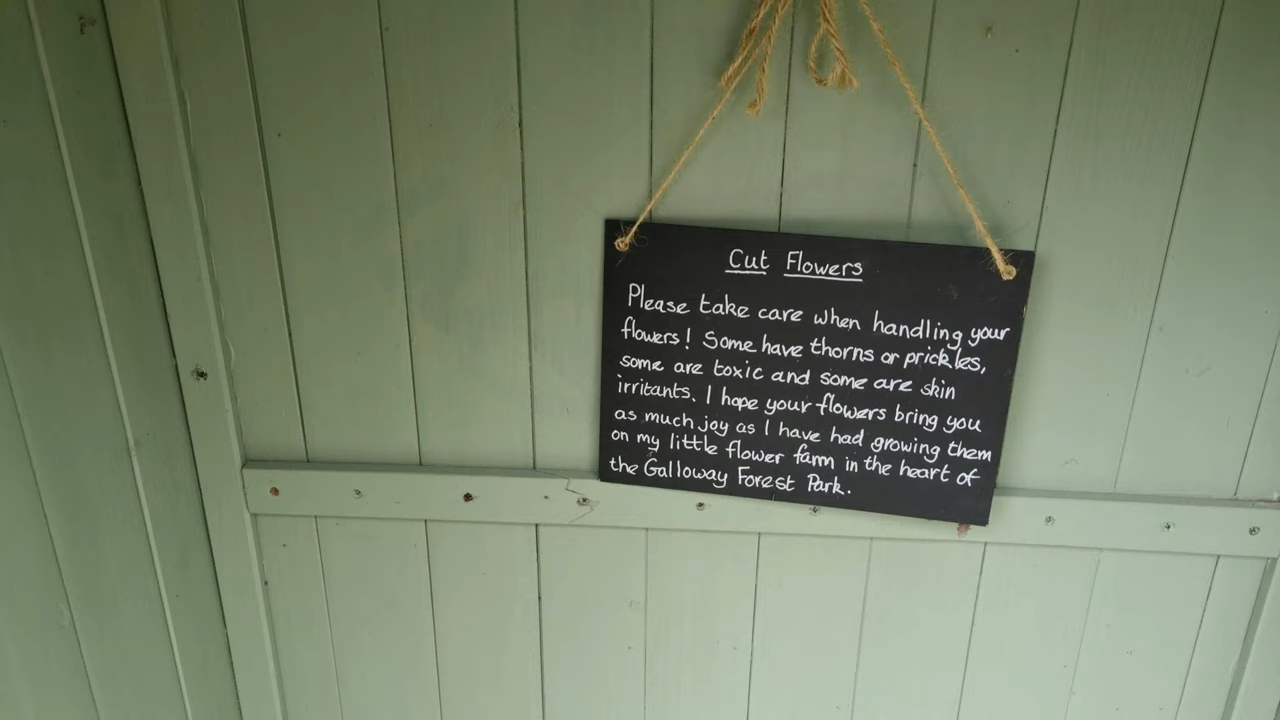 Cut Flowers
Please take care when handling your
flowers! Some have thorns or prickles,
some are toxic and some are skin
irritants. I hope your flowers bring you
as much joy as I have had growing them
on my little flower farm in the heart of
the Galloway Forest Park.